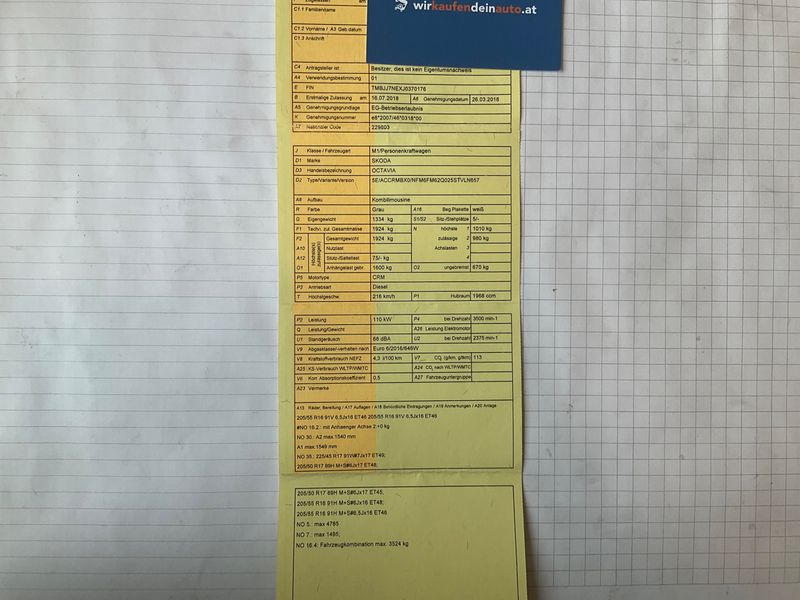 wirkaufendeinauto.at
Zugelassen auf
C1.1 Familienname
C1.2 Vorname / A3 Geb.datum
C1.3 Anschrift
C4 Antragsteller ist: Besitzer; dies ist kein Eigentumsnachweis
A4 Verwendungsbestimmung 01
E FIN TMBJJ7NEXJ0370176
B Erstmalige Zulassung am 16.07.2018 A6 Genehmigungsdatum 26.03.2018
A5 Genehmigungsgrundlage EG-Betriebserlaubnis
K Genehmigungsnummer e8*2007/46*0318*00
A7 Nationaler Code 229803
J Klasse / Fahrzeugart M1/Personenkraftwagen
D1 Marke SKODA
D3 Handelsbezeichnung OCTAVIA
D2 Type/Variante/Version 5E/ACCRMBX0/NFM6FM62Q025STVLN657
A8 Aufbau Kombilimousine
R Farbe Grau A16 Beg.Plakette weiß
G Eigengewicht 1334 kg S1/S2 Sitz-/Stehplätze 5/-
F1 Techn. zul. Gesamtmasse 1924 kg N höchste 1 1010 kg
F2 Höchste(s) zulässige(s) Gesamtgewicht 1924 kg zulässige 2 980 kg
A10 Nutzlast Achslasten 3
A12 Stütz-/Sattellast 75/- kg 4
O1 Anhängelast gebr. 1600 kg O2 ungebremst 670 kg
P5 Motortype CRM
P3 Antriebsart Diesel
T Höchstgeschw. 218 km/h P1 Hubraum 1968 ccm
P2 Leistung 110 kW P4 bei Drehzahl 3500 min-1
Q Leistung/Gewicht A26 Leistung Elektromotor
U1 Standgeräusch 68 dBA U2 bei Drehzahl 2375 min-1
V9 Abgasklasse/-verhalten nach Euro 6/2016/646W
V8 Kraftstoffverbrauch NEFZ 4,3 l/100 km V7 CO2 (g/km, g/km) 113
A25 KS-Verbrauch WLTP/WMTC A24 CO2 nach WLTP/WMTC
V6 Korr. Absorptionskoeffizient 0,5 A27 Fahrzeuguntergruppe
A23 Vermerke
A13 Räder, Bereifung / A17 Auflagen / A18 Behördliche Eintragungen / A19 Anmerkungen / A20 Anlage
205/55 R16 91V 6,5Jx16 ET46 205/55 R16 91V 6,5Jx16 ET46
#NO 16.2.: mit Anhaenger Achse 2:+0 kg
NO 30.: A2 max.1540 mm
A1 max:1549 mm
NO 35.: 225/45 R17 91W#7Jx17 ET49;
205/50 R17 89H M+S#6Jx17 ET48;
205/50 R17 89H M+S#6Jx17 ET45;
205/55 R16 91H M+S#6Jx16 ET48;
205/55 R16 91H M+S#6,5Jx16 ET46
NO 5.: max 4765
NO 7.: max 1485;
NO 16.4: Fahrzeugkombination max. 3524 kg